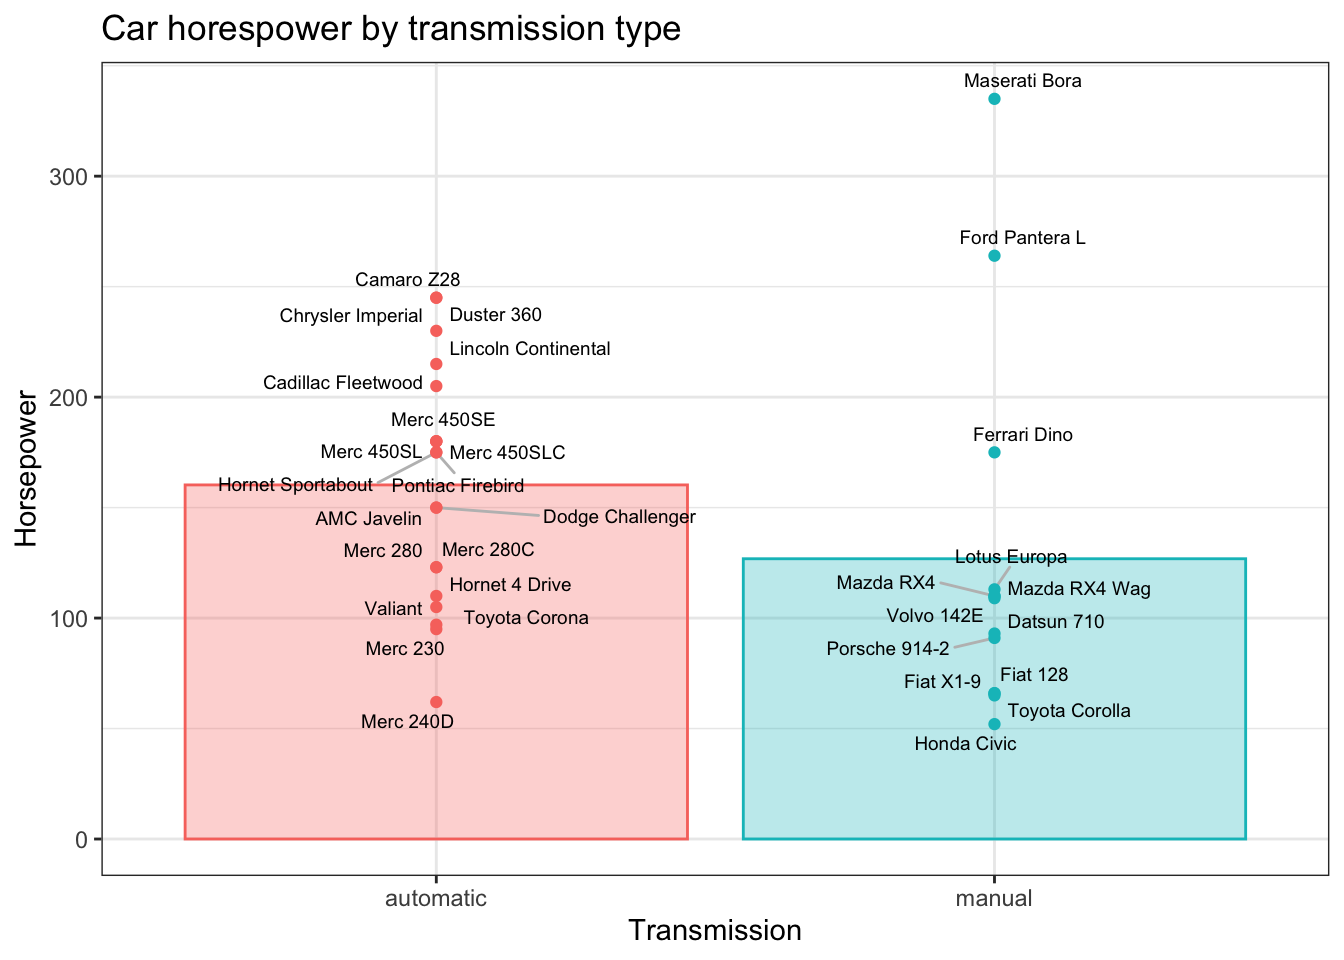 Car horespower by transmission type
Horsepower
300
200
100
0
Camaro Z28
Chrysler Imperial
Duster 360
Lincoln Continental
Cadillac Fleetwood
Merc 450SE
Merc 450SL
Merc 450SLC
Hornet Sportabout
Pontiac Firebird
AMC Javelin
Dodge Challenger
Merc 280
Merc 280C
Hornet 4 Drive
Valiant
Toyota Corona
Merc 230
Merc 240D
Maserati Bora
Ford Pantera L
Ferrari Dino
Lotus Europa
Mazda RX4
Mazda RX4 Wag
Volvo 142E
Datsun 710
Porsche 914-2
Fiat X1-9
Fiat 128
Toyota Corolla
Honda Civic
automatic
manual
Transmission